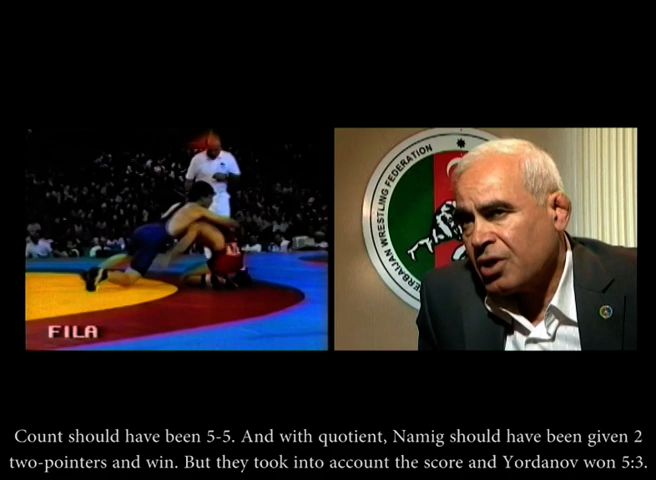 AZERBAIJAN WRESTLING FEDERATION
FILA
Count should have been 5-5. And with quotient, Namig should have been given 2
two-pointers and win. But they took into account the score and Yordanov won 5:3.